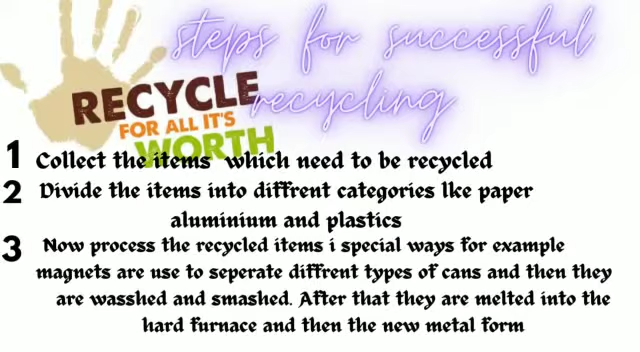 steps for successful
recycling
RECYCLE
FOR ALL IT'S
WORTH
1 Collect the items which need to be recycled
2 Divide the items into diffrent categories lke paper
aluminium and plastics
3 Now process the recycled items i special ways for example
magnets are use to seperate diffrent types of cans and then they
are wasshed and smashed. After that they are melted into the
hard furnace and then the new metal form